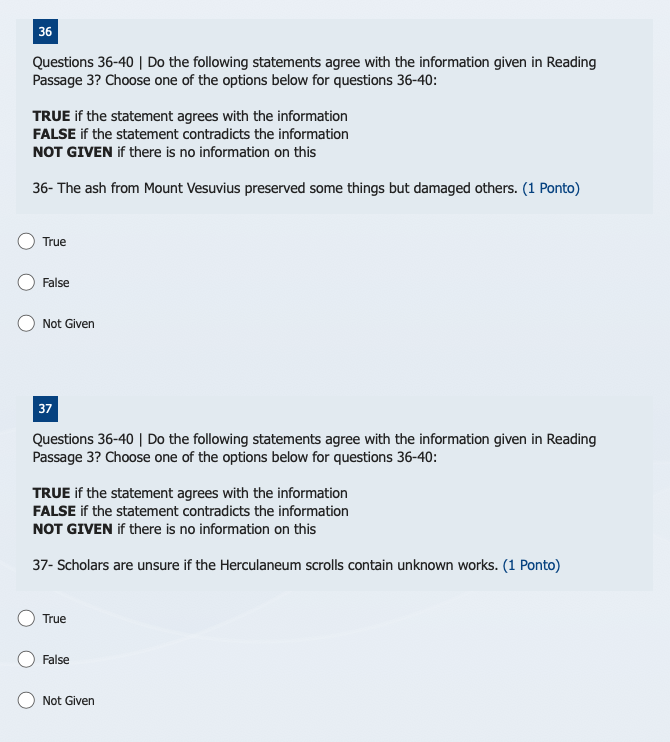 36
Questions 36-40 | Do the following statements agree with the information given in Reading
Passage 3? Choose one of the options below for questions 36-40:
TRUE if the statement agrees with the information
FALSE if the statement contradicts the information
NOT GIVEN if there is no information on this
36- The ash from Mount Vesuvius preserved some things but damaged others. (1 Ponto)
True
False
Not Given
37
Questions 36-40 | Do the following statements agree with the information given in Reading
Passage 3? Choose one of the options below for questions 36-40:
TRUE if the statement agrees with the information
FALSE if the statement contradicts the information
NOT GIVEN if there is no information on this
37- Scholars are unsure if the Herculaneum scrolls contain unknown works. (1 Ponto)
True
False
Not Given